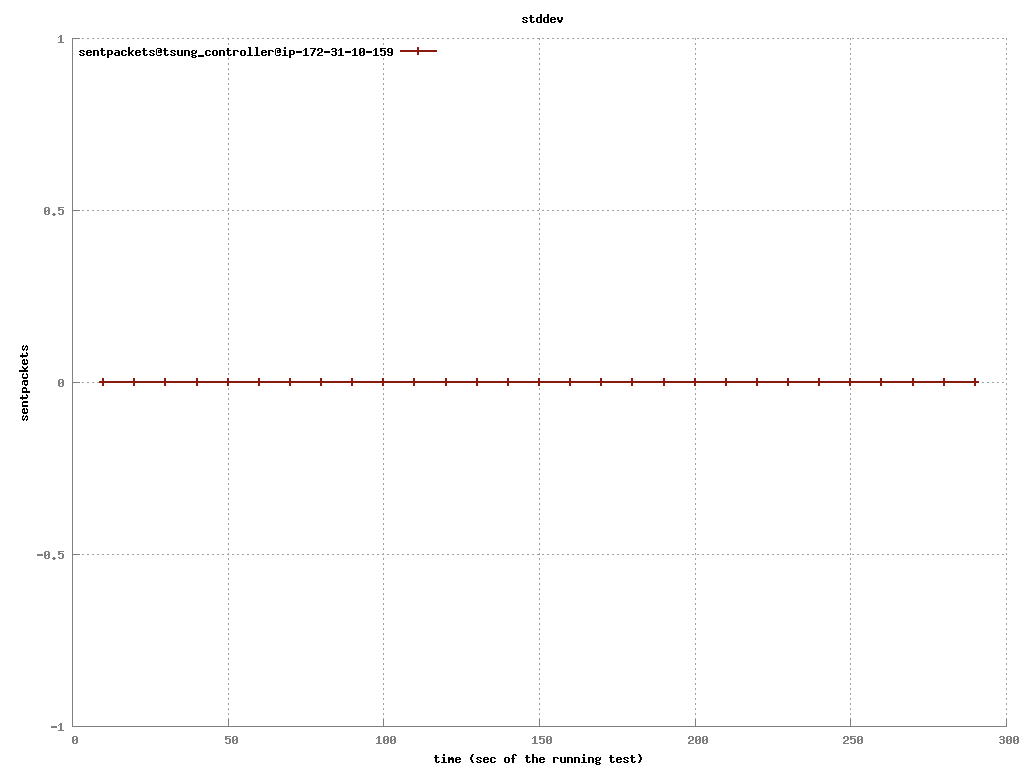 stddev
1
sentpackets@tsung_controller@ip-172-31-10-159
0.5
sentpackets
0
-0.5
-1
0 50 100 150 200 250 300
time (sec of the running test)